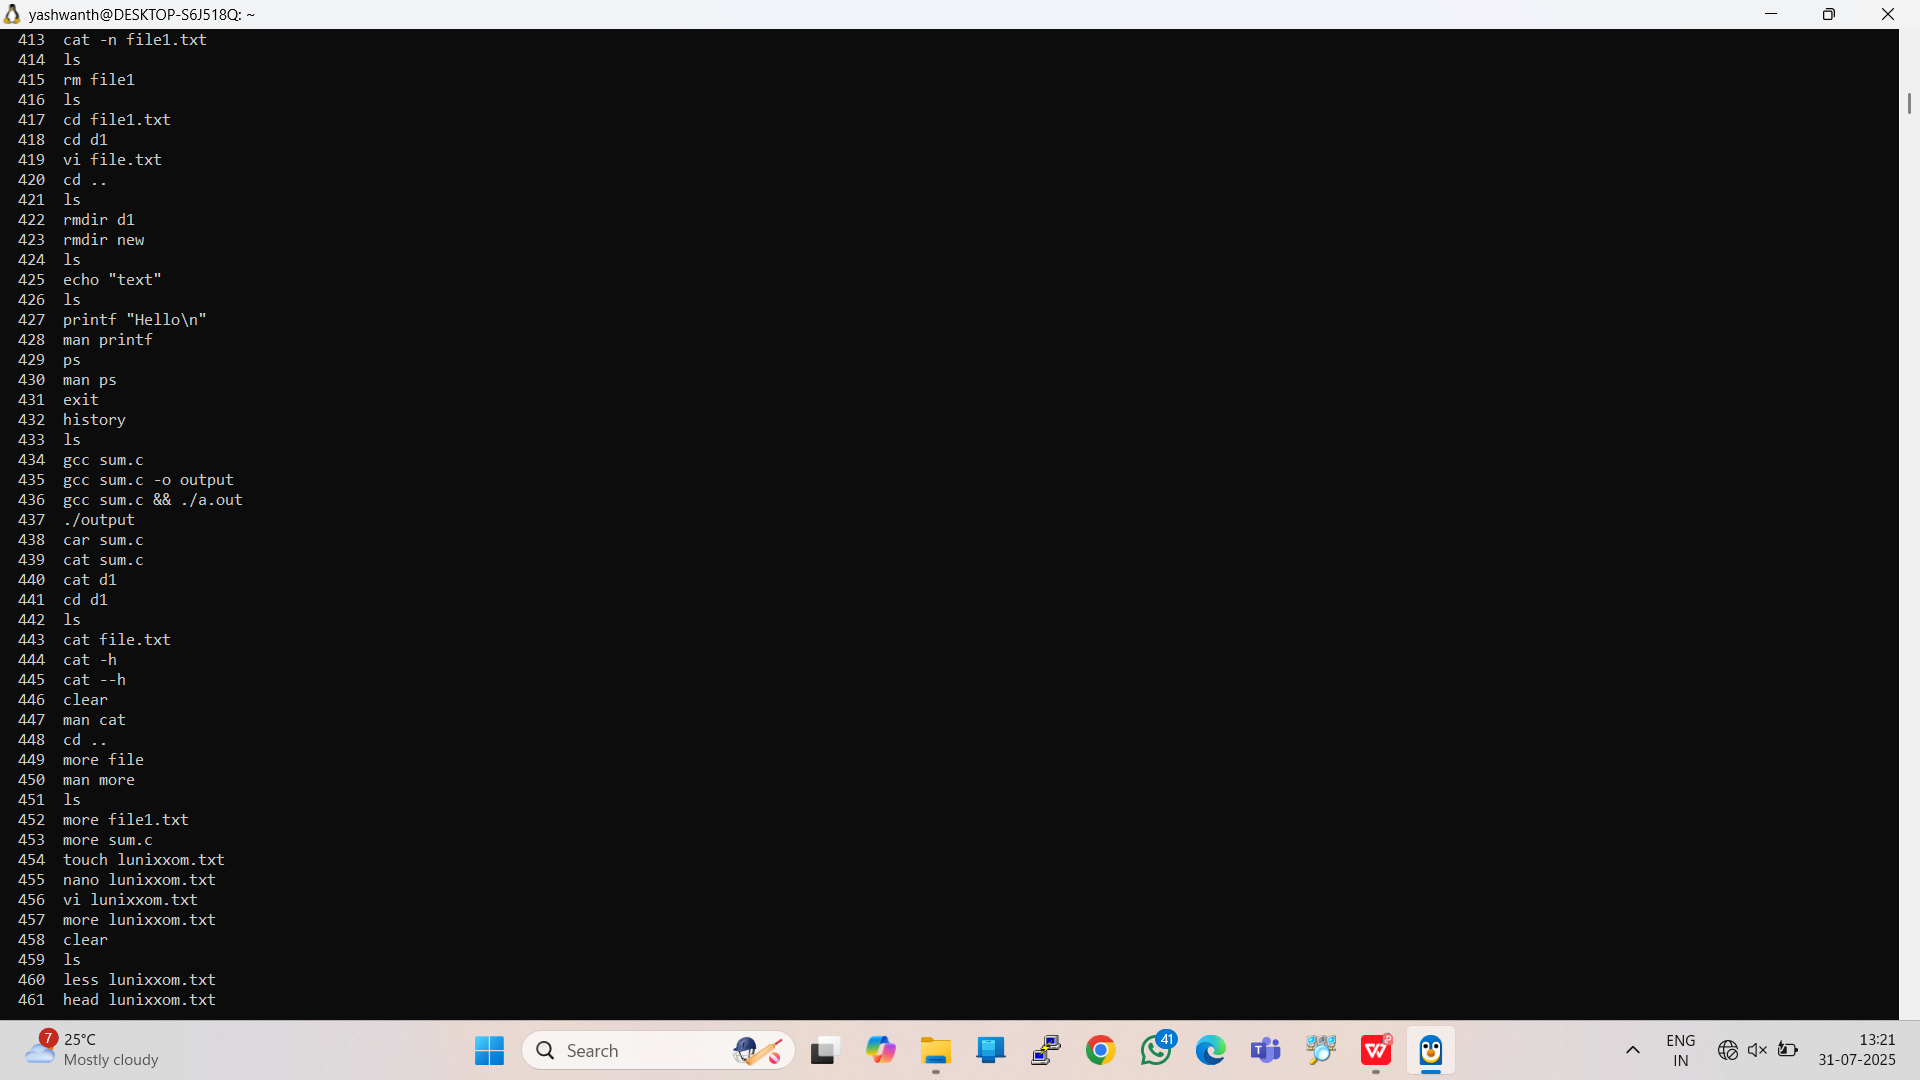 yashwanth@DESKTOP-S6J518Q: ~
413 cat -n file1.txt
414 ls
415 rm file1
416 ls
417 cd file1.txt
418 cd d1
419 vi file.txt
420 cd ..
421 ls
422 rmdir d1
423 rmdir new
424 ls
425 echo "text"
426 ls
427 printf "Hello\n"
428 man printf
429 ps
430 man ps
431 exit
432 history
433 ls
434 gcc sum.c
435 gcc sum.c -o output
436 gcc sum.c && ./a.out
437 ./output
438 car sum.c
439 cat sum.c
440 cat d1
441 cd d1
442 ls
443 cat file.txt
444 cat -h
445 cat --h
446 clear
447 man cat
448 cd ..
449 more file
450 man more
451 ls
452 more file1.txt
453 more sum.c
454 touch lunixxom.txt
455 nano lunixxom.txt
456 vi lunixxom.txt
457 more lunixxom.txt
458 clear
459 ls
460 less lunixxom.txt
461 head lunixxom.txt
7 25°C
Mostly cloudy
Search
41
ENG
IN
13:21
31-07-2025